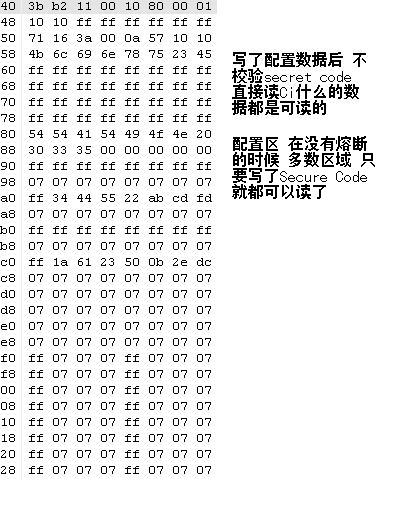 40 3b b2 11 00 10 80 00 01
48 10 10 ff ff ff ff ff ff
50 71 16 3a 00 0a 57 10 10
58 4b 6c 69 6e 78 75 23 45
60 ff ff ff ff ff ff ff ff
68 ff ff ff ff ff ff ff ff
70 ff ff ff ff ff ff ff ff
78 ff ff ff ff ff ff ff ff
80 54 54 41 54 49 4f 4e 20
88 30 33 35 00 00 00 00 00
90 ff ff ff ff ff ff ff ff
98 07 07 07 07 07 07 07 07
a0 ff 34 44 55 22 ab cd fd
a8 07 07 07 07 07 07 07 07
b0 ff ff ff ff ff ff ff ff
b8 07 07 07 07 07 07 07 07
c0 ff 1a 61 23 50 0b 2e dc
c8 07 07 07 07 07 07 07 07
d0 07 07 07 07 07 07 07 07
d8 07 07 07 07 07 07 07 07
e0 07 07 07 07 07 07 07 07
e8 07 07 07 07 07 07 07 07
f0 ff 07 07 07 ff 07 07 07
f8 ff 07 07 07 ff 07 07 07
00 ff 07 07 07 ff 07 07 07
08 ff 07 07 07 ff 07 07 07
10 ff 07 07 07 ff 07 07 07
18 ff 07 07 07 ff 07 07 07
20 ff 07 07 07 ff 07 07 07
28 ff 07 07 07 ff 07 07 07
写了配置数据后 不
校验secret code
直接读Ci什么的数
据都是可读的
配置区 在没有熔断
的时候 多数区域 只
要写了Secure Code
就都可以读了